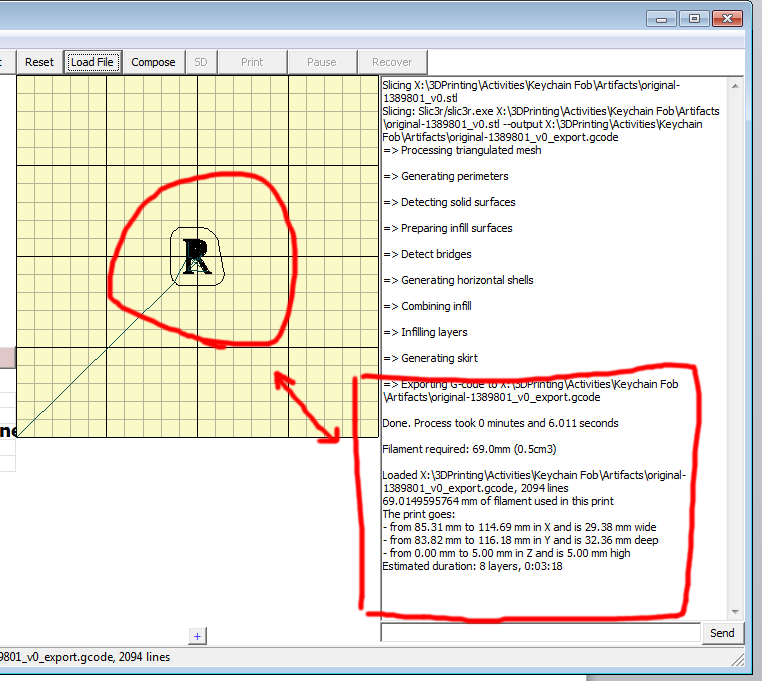 Reset Load File Compose SD Print Pause Recover
Slicing X:\3DPrinting\Activities\Keychain Fob\Artifacts\original-
1389801_v0.stl
Slicing: Slic3r/slic3r.exe X:\3DPrinting\Activities\Keychain Fob\Artifacts
\original-1389801_v0.stl --output X:\3DPrinting\Activities\Keychain
Fob\Artifacts\original-1389801_v0_export.gcode
=> Processing triangulated mesh
=> Generating perimeters
=> Detecting solid surfaces
=> Preparing infill surfaces
=> Detect bridges
=> Generating horizontal shells
=> Combining infill
=> Infilling layers
=> Generating skirt
=> Exporting G-code to X:\3DPrinting\Activities\Keychain Fob
\Artifacts\original-1389801_v0_export.gcode
Done. Process took 0 minutes and 6.011 seconds
Filament required: 69.0mm (0.5cm3)
Loaded X:\3DPrinting\Activities\Keychain Fob\Artifacts\original-
1389801_v0_export.gcode, 2094 lines
69.0149595764 mm of filament used in this print
The print goes:
- from 85.31 mm to 114.69 mm in X and is 29.38 mm wide
- from 83.82 mm to 116.18 mm in Y and is 32.36 mm deep
- from 0.00 mm to 5.00 mm in Z and is 5.00 mm high
Estimated duration: 8 layers, 0:03:18
R
ne
+
Send
9801_v0_export.gcode, 2094 lines